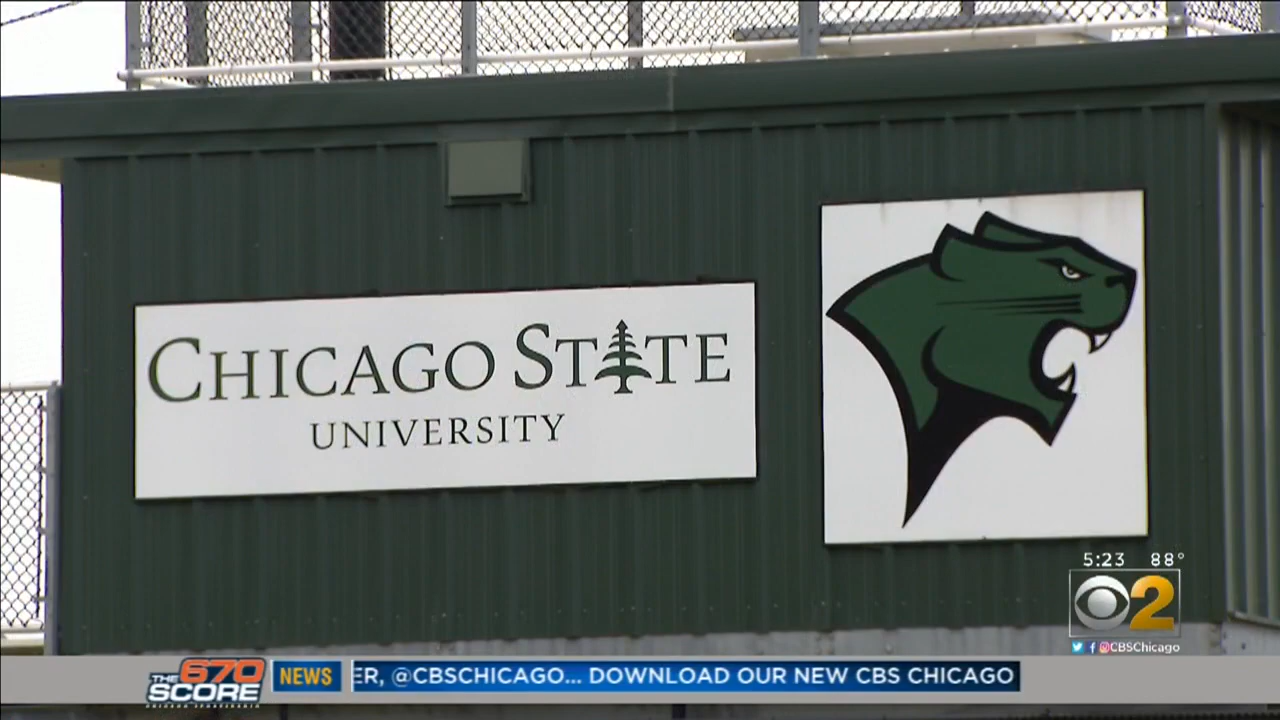 CHICAGO STATE
UNIVERSITY
5:23 88°
2
@CBSChicago
THE 670 SCORE
NEWS
ER, @CBSCHICAGO... DOWNLOAD OUR NEW CBS CHICAGO